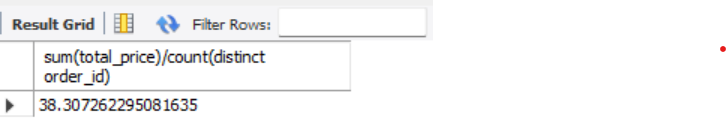 Result Grid Filter Rows:
sum(total_price)/count(distinct
order_id)
38.307262295081635